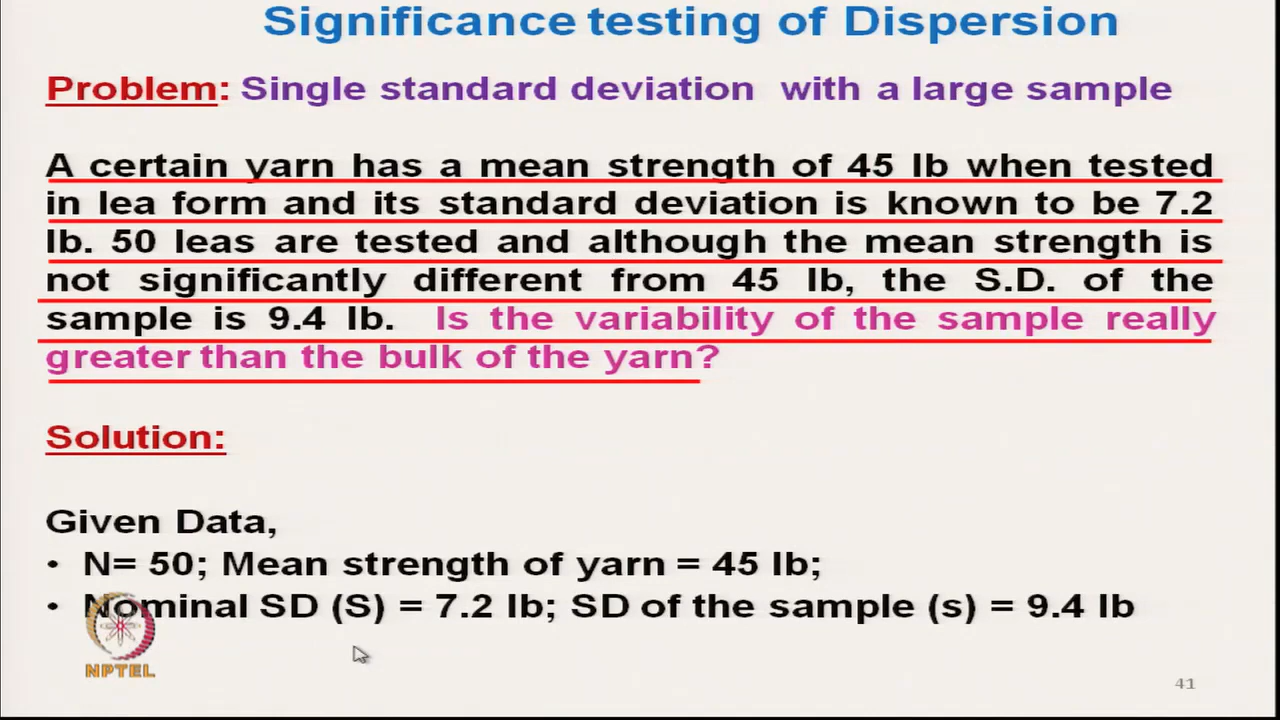 Significance testing of Dispersion
Problem: Single standard deviation with a large sample
A certain yarn has a mean strength of 45 lb when tested
in lea form and its standard deviation is known to be 7.2
lb. 50 leas are tested and although the mean strength is
not significantly different from 45 lb, the S.D. of the
sample is 9.4 lb. Is the variability of the sample really
greater than the bulk of the yarn?
Solution:
Given Data,
• N= 50; Mean strength of yarn = 45 lb;
• Nominal SD (S) = 7.2 lb; SD of the sample (s) = 9.4 lb
NPTEL
41